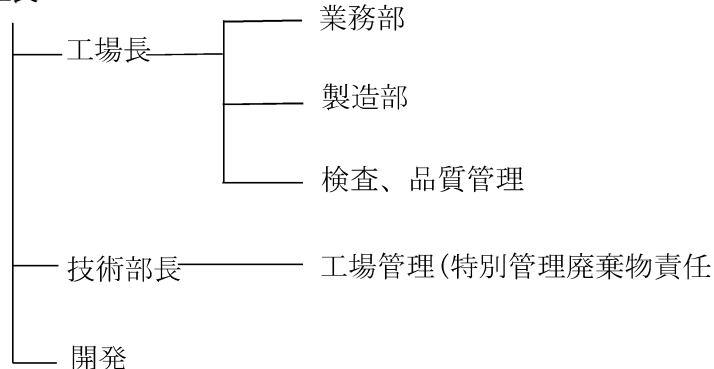 業務部
工場長
製造部
検査、品質管理
技術部長
工場管理(特別管理廃棄物責任
開発